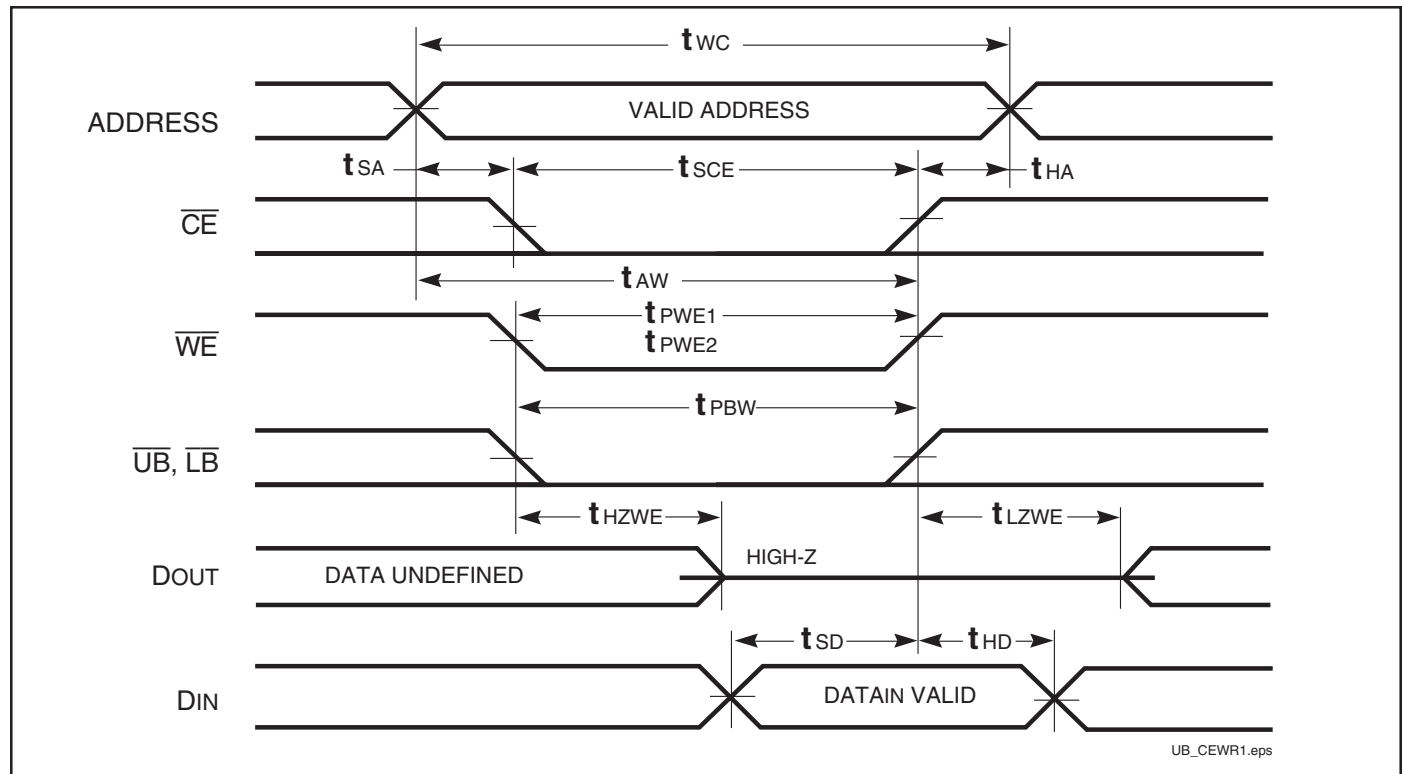 tWC
ADDRESS
VALID ADDRESS
tSA
tSCE
tHA
CE
tAW
tPWE1
tPWE2
WE
tPBW
UB, LB
tHZWE
tLZWE
DOUT
DATA UNDEFINED
HIGH-Z
tSD
tHD
DIN
DATAIN VALID
UB_CEWR1.eps